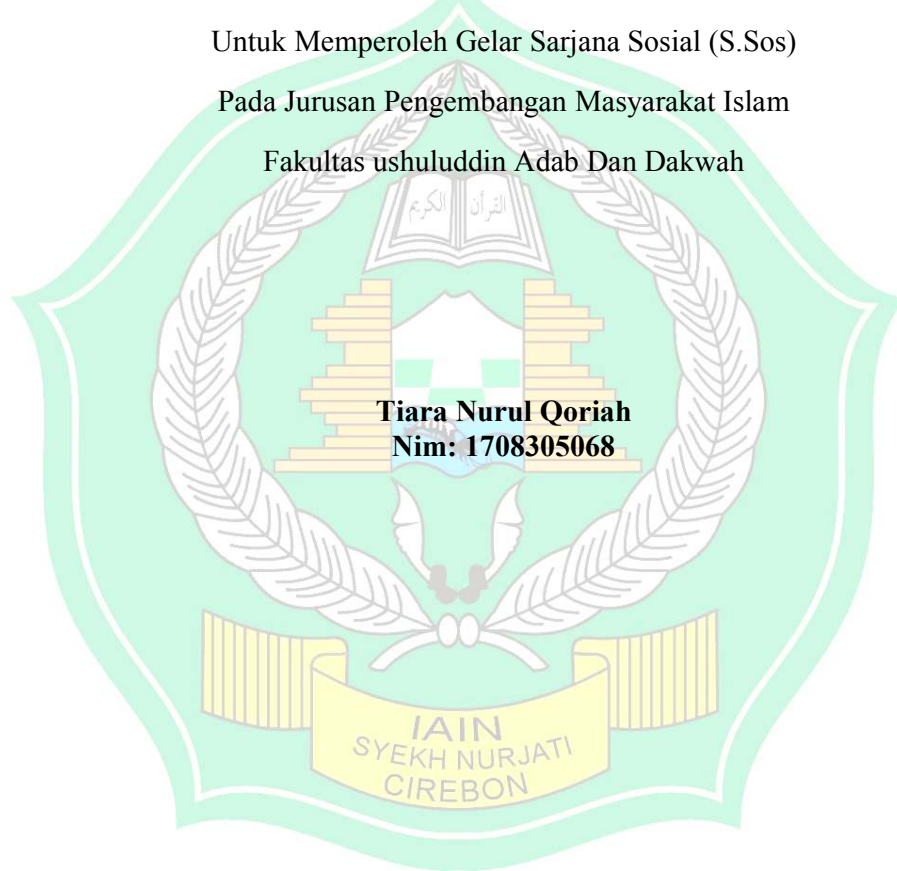 Untuk Memperoleh Gelar Sarjana Sosial (S.Sos)
Pada Jurusan Pengembangan Masyarakat Islam
Fakultas ushuluddin Adab Dan Dakwah
القرآن الكريم
Tiara Nurul Qoriah
Nim: 1708305068
IAIN
SYEKH NURJATI
CIREBON